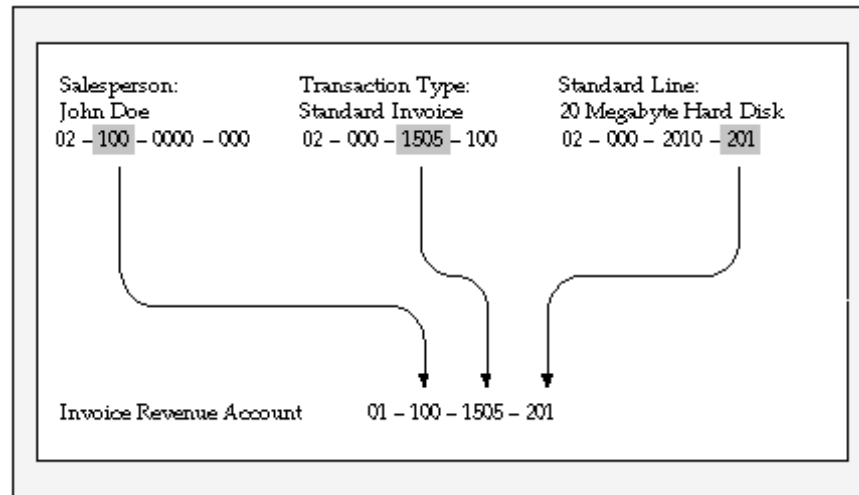 Salesperson:
John Doe
02 – 100 – 0000 – 000
Transaction Type:
Standard Invoice
02 – 000 – 1505 – 100
Standard Line:
20 Megabyte Hard Disk
02 – 000 – 2010 – 201
Invoice Revenue Account 01 – 100 – 1505 – 201